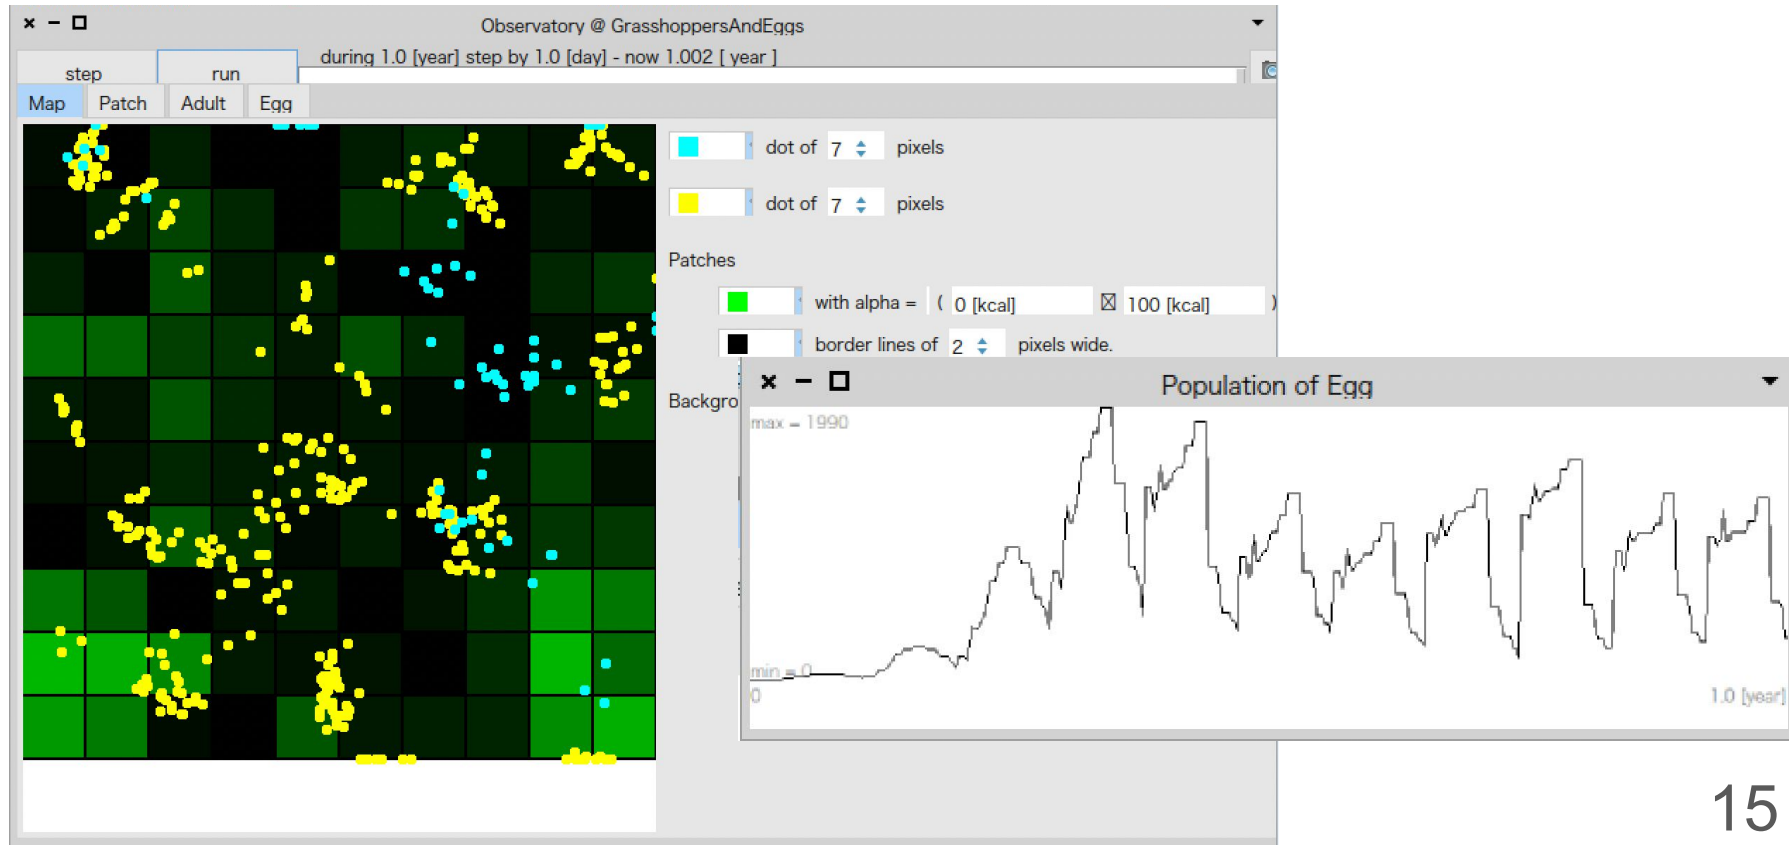 Observatory @ GrasshoppersAndEggs
step
run
during 1.0 [year] step by 1.0 [day] - now 1.002 [ year ]
Map Patch Adult Egg
dot of 7 pixels
dot of 7 pixels
Patches
with alpha = ( 0 [kcal] 100 [kcal] )
border lines of 2 pixels wide.
Backgro
Population of Egg
max = 1990
min = 0
0
1.0 [year]
15